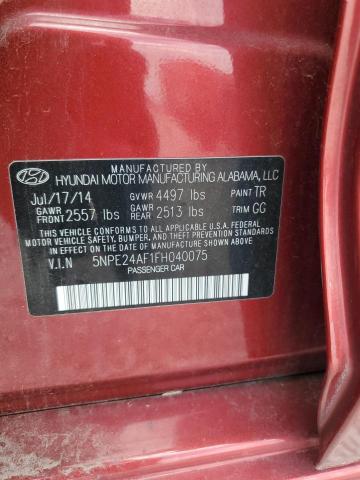 MANUFACTURED BY
HYUNDAI MOTOR MANUFACTURING ALABAMA, LLC
Jul/17/14 GVWR 4497 lbs PAINT TR
GAWR FRONT 2557 lbs GAWR REAR 2513 lbs TRIM GG
THIS VEHICLE CONFORMS TO ALL APPLICABLE FEDERAL
MOTOR VEHICLE SAFETY, BUMPER, AND THEFT
PREVENTION STANDARDS IN EFFECT ON THE DATE OF
MANUFACTURE SHOWN ABOVE.
V.I.N 5NPE24AF1FH040075
PASSENGER CAR